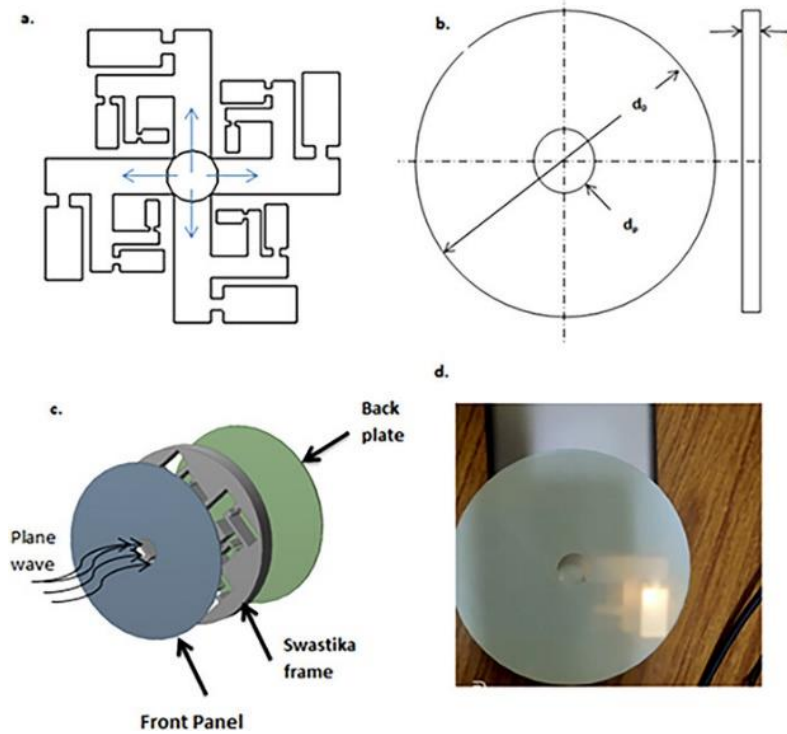 a.
b.
d₀
dₚ
c.
Back
plate
Plane
wave
Swastika
frame
Front Panel
d.